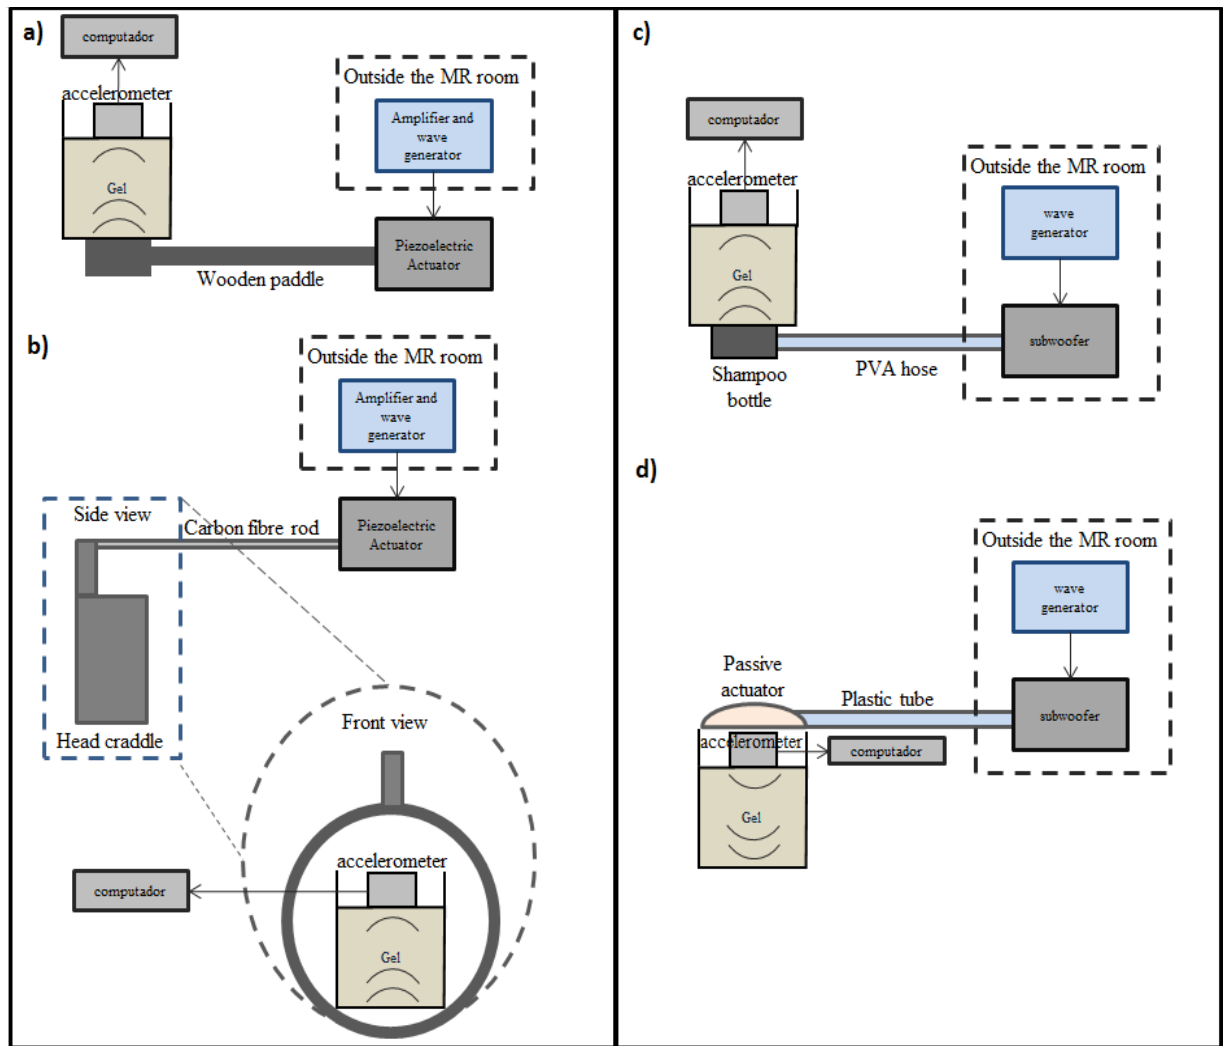 a)
computador
accelerometer
Gel
Wooden paddle
Outside the MR room
Amplifier and
wave
generator
Piezoelectric
Actuator
b)
Outside the MR room
Amplifier and
wave
generator
Piezoelectric
Actuator
Side view
Carbon fibre rod
Head craddle
Front view
accelerometer
computador
Gel
c)
computador
accelerometer
Gel
Shampoo
bottle
PVA hose
Outside the MR room
wave
generator
subwoofer
d)
Outside the MR room
wave
generator
subwoofer
Passive
actuator
Plastic tube
accelerometer
computador
Gel